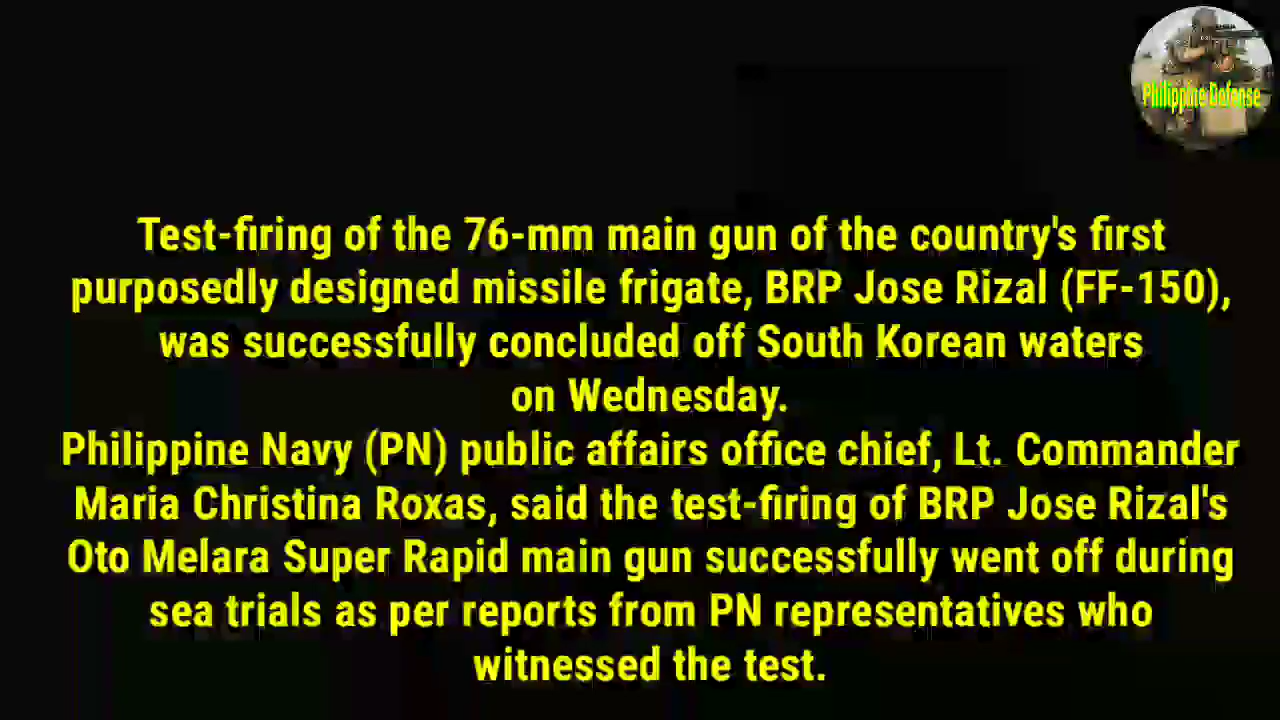 Philippine Defense
Test-firing of the 76-mm main gun of the country's first
purposedly designed missile frigate, BRP Jose Rizal (FF-150),
was successfully concluded off South Korean waters
on Wednesday.
Philippine Navy (PN) public affairs office chief, Lt. Commander
Maria Christina Roxas, said the test-firing of BRP Jose Rizal's
Oto Melara Super Rapid main gun successfully went off during
sea trials as per reports from PN representatives who
witnessed the test.